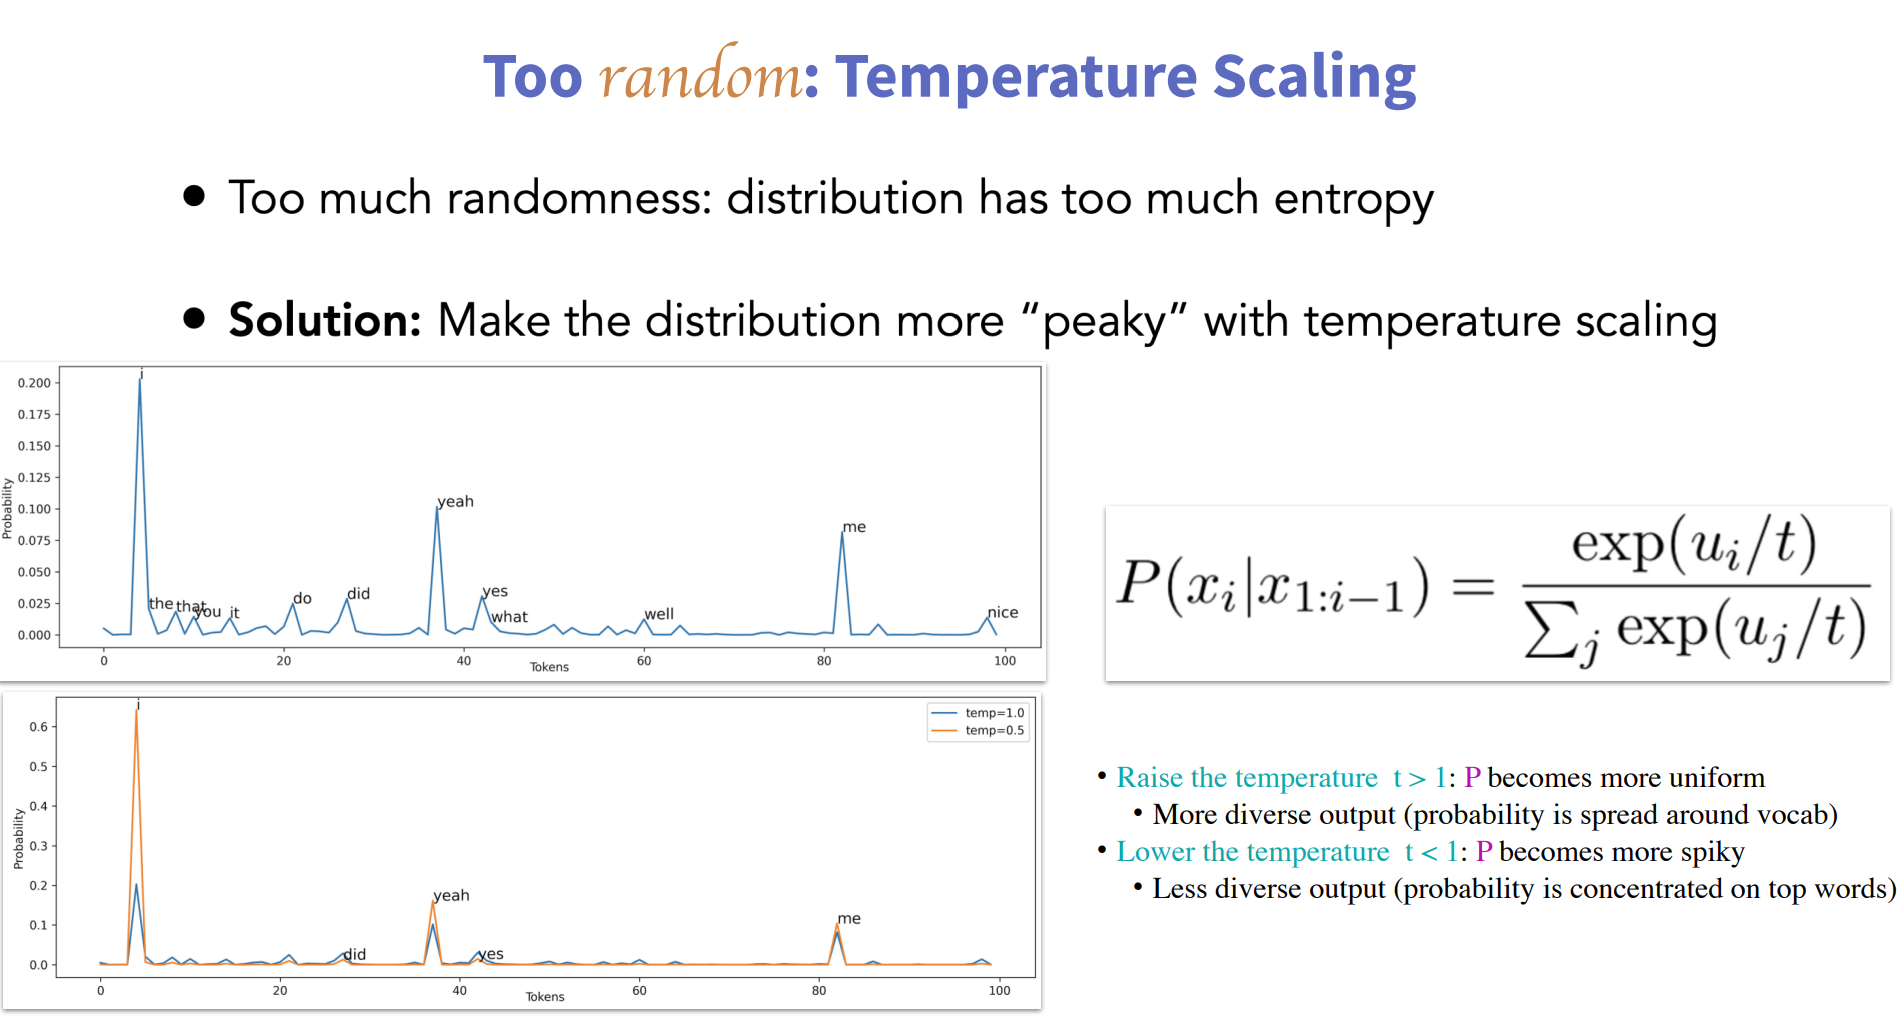 Too random: Temperature Scaling
• Too much randomness: distribution has too much entropy
• Solution: Make the distribution more “peaky” with temperature scaling
Probability
0.200
0.175
0.150
0.125
0.100
0.075
0.050
0.025
0.000
i
the that you it do did yeah yes what well me nice
0 20 40 60 80 100
Tokens
P(x_i|x_{1:i−1}) = exp(u_i/t) / ∑_j exp(u_j/t)
Probability
0.6
0.5
0.4
0.3
0.2
0.1
0.0
temp=1.0
temp=0.5
i
did yeah yes me
0 20 40 60 80 100
Tokens
• Raise the temperature t > 1: P becomes more uniform
• More diverse output (probability is spread around vocab)
• Lower the temperature t < 1: P becomes more spiky
• Less diverse output (probability is concentrated on top words)